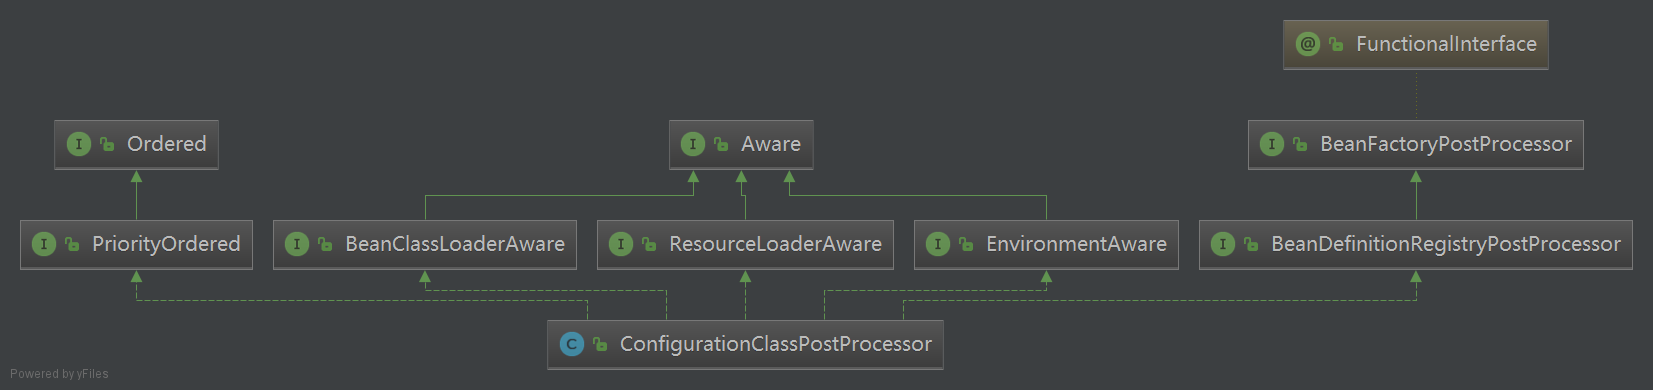 @ FunctionalInterface
I Ordered
I Aware
I BeanFactoryPostProcessor
I PriorityOrdered
I BeanClassLoaderAware
I ResourceLoaderAware
I EnvironmentAware
I BeanDefinitionRegistryPostProcessor
C ConfigurationClassPostProcessor
Powered by yFiles